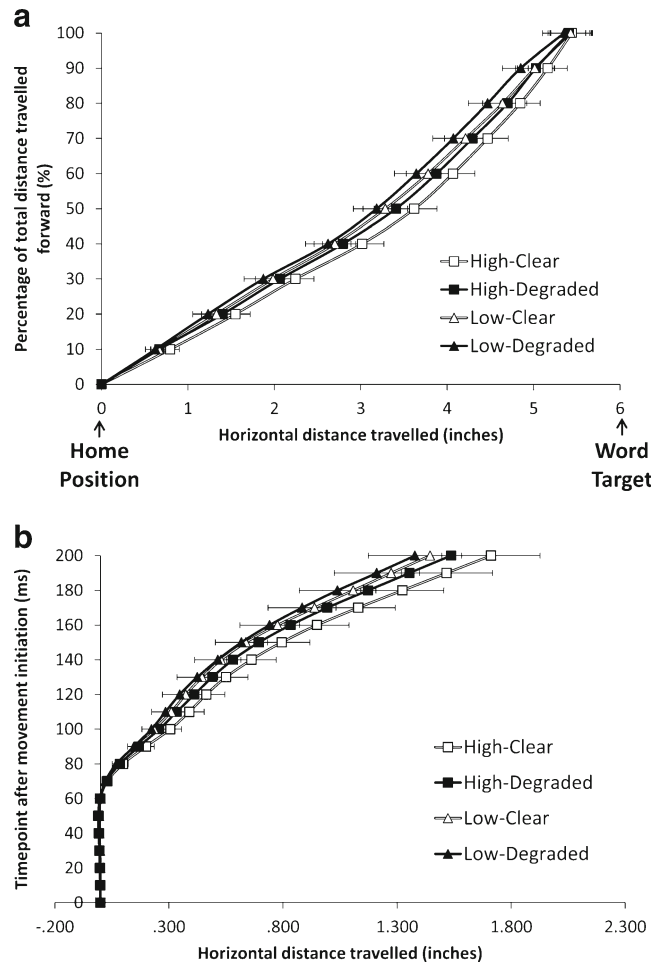 a
100
90
80
70
60
50
40
30
20
10
0
Percentage of total distance travelled
forward (%)
High-Clear
High-Degraded
Low-Clear
Low-Degraded
0 1 2 3 4 5 6
Horizontal distance travelled (inches)
Home
Position
Word
Target
b
200
180
160
140
120
100
80
60
40
20
0
Timepoint after movement initiation (ms)
High-Clear
High-Degraded
Low-Clear
Low-Degraded
-.200 .300 .800 1.300 1.800 2.300
Horizontal distance travelled (inches)